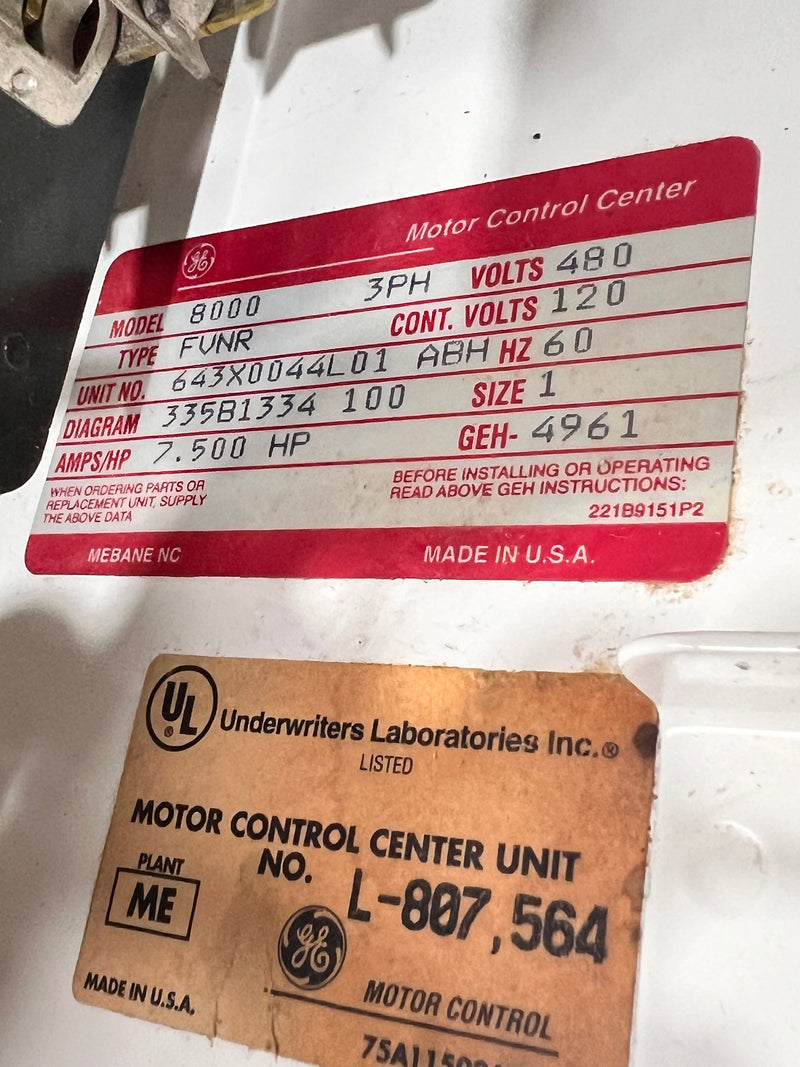 GE Motor Control Center
MODEL 8000 3PH VOLTS 480
TYPE FVNR CONT. VOLTS 120
UNIT NO. 643X0044L01 ABH HZ 60
DIAGRAM 335B1334 100 SIZE 1
AMPS/HP 7.500 HP GEH- 4961
WHEN ORDERING PARTS OR
REPLACEMENT UNIT, SUPPLY
THE ABOVE DATA
BEFORE INSTALLING OR OPERATING
READ ABOVE GEH INSTRUCTIONS:
221B9151P2
MEBANE NC MADE IN U.S.A.
UL ® Underwriters Laboratories Inc.®
LISTED
MOTOR CONTROL CENTER UNIT
PLANT NO. L-807,564
ME
GE
MADE IN U.S.A. MOTOR CONTROL